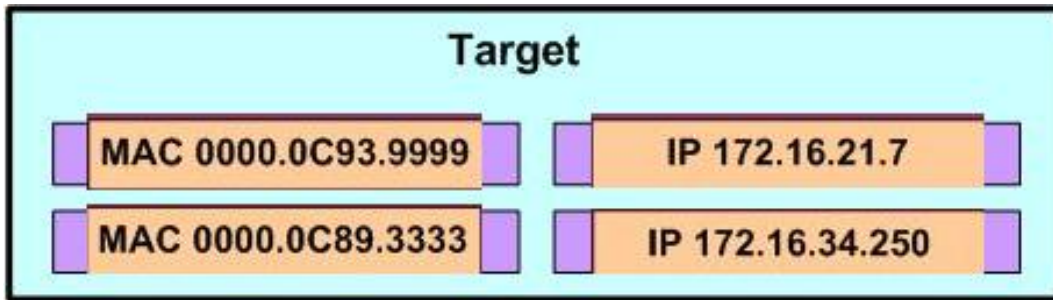 Target
MAC 0000.0C93.9999
IP 172.16.21.7
MAC 0000.0C89.3333
IP 172.16.34.250